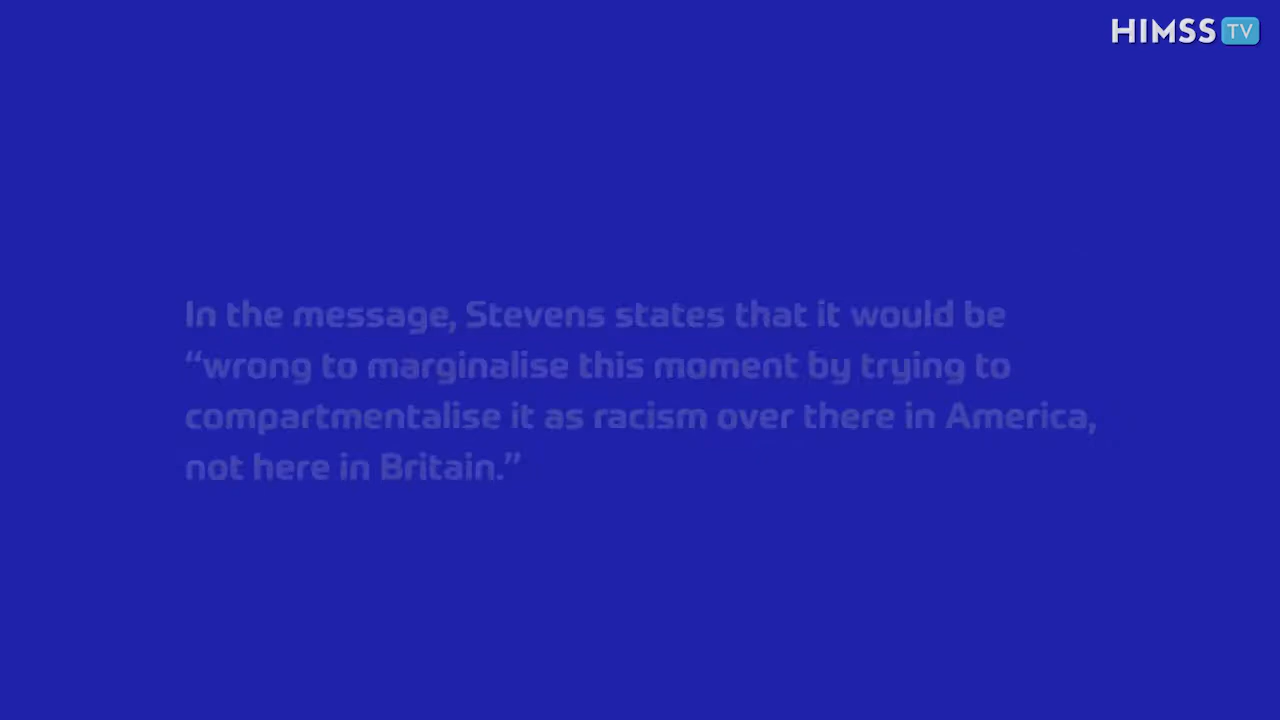 HIMSS TV
In the message, Stevens states that it would be
“wrong to marginalise this moment by trying to
compartmentalise it as racism over there in America,
not here in Britain.”